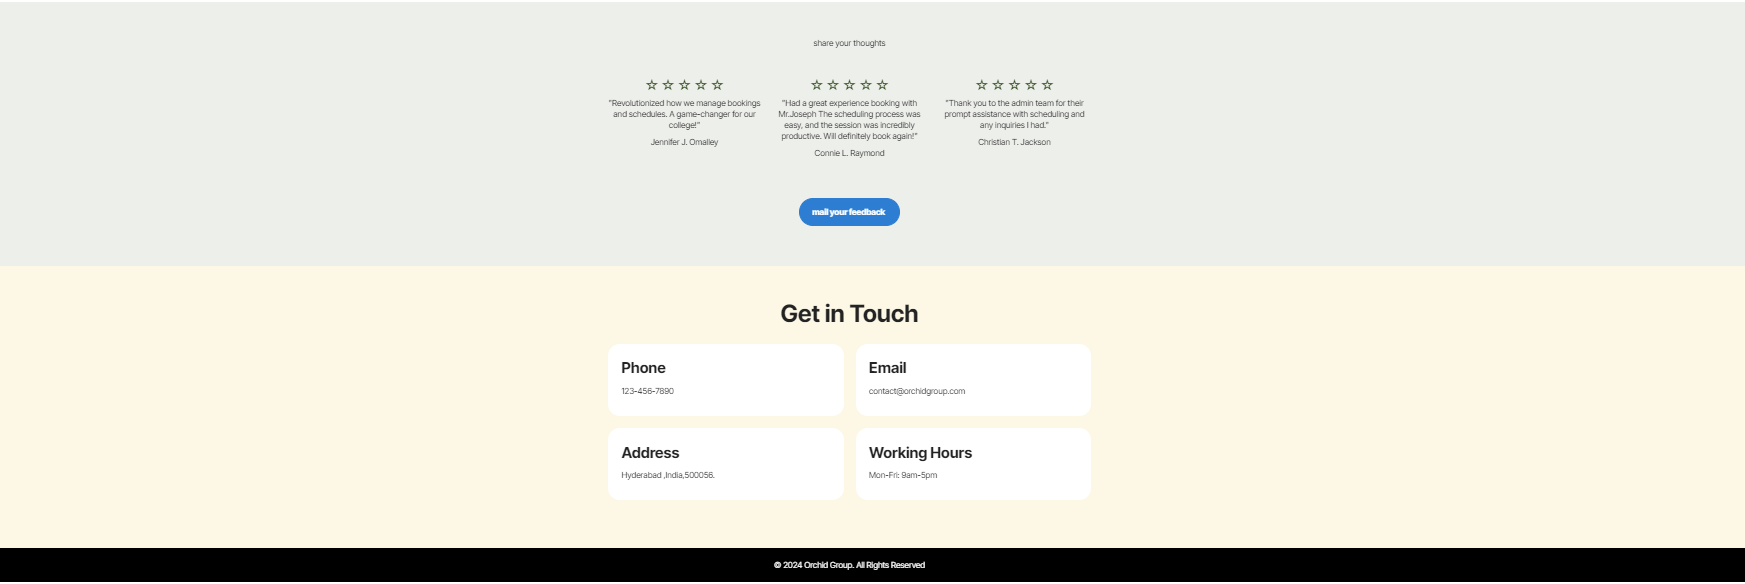 share your thoughts
☆ ☆ ☆ ☆ ☆
"Revolutionized how we manage bookings
and schedules. A game-changer for our
college!"
Jennifer J. Omalley
☆ ☆ ☆ ☆ ☆
"Had a great experience booking with
Mr.Joseph The scheduling process was
easy, and the session was incredibly
productive. Will definitely book again!"
Connie L. Raymond
☆ ☆ ☆ ☆ ☆
"Thank you to the admin team for their
prompt assistance with scheduling and
any inquiries I had."
Christian T. Jackson
mail your feedback
Get in Touch
Phone
123-456-7890
Email
contact@orchidgroup.com
Address
Hyderabad ,India,500056.
Working Hours
Mon-Fri: 9am-5pm
© 2024 Orchid Group. All Rights Reserved